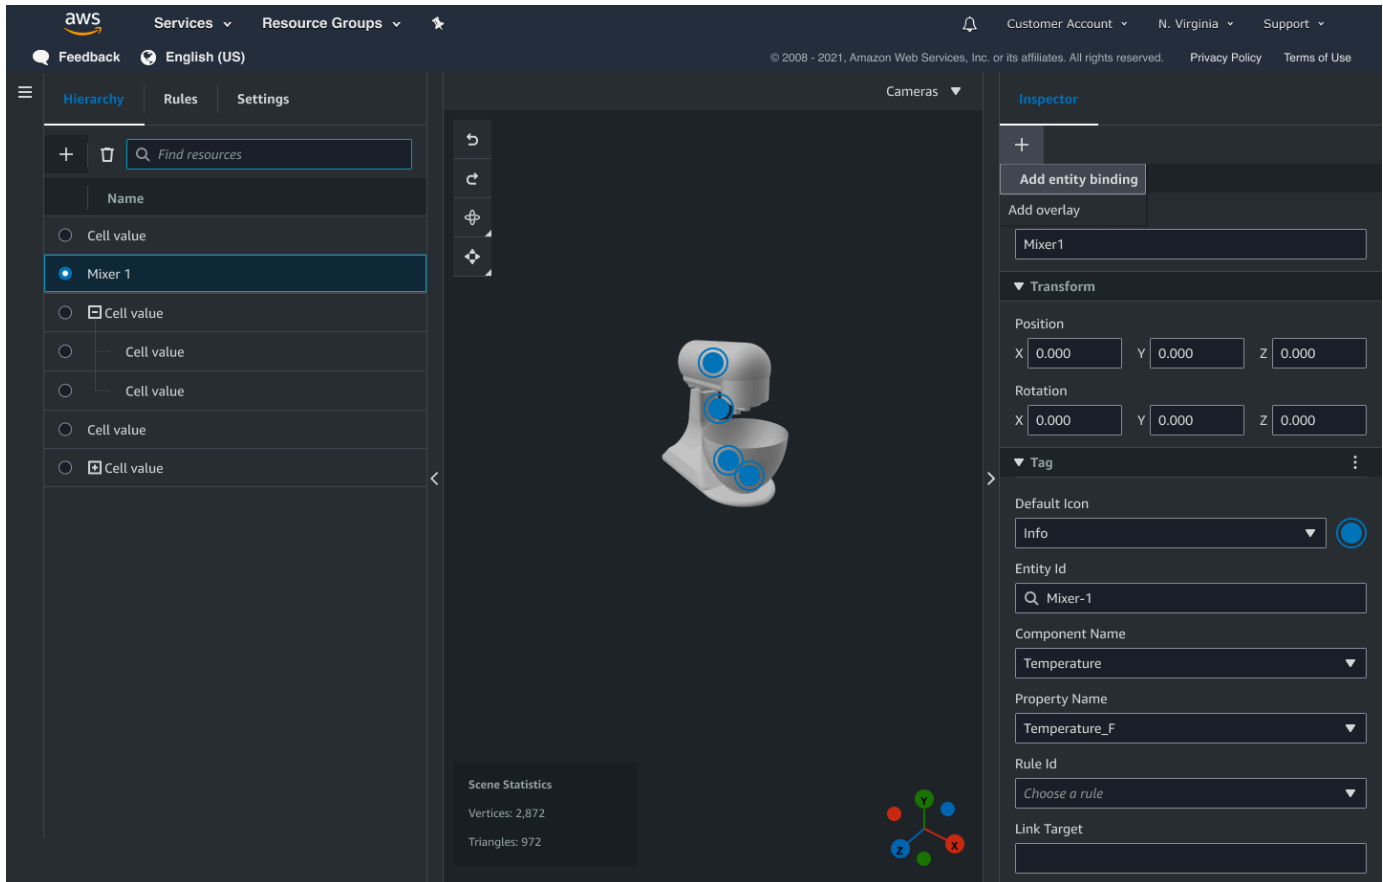 aws Services Resource Groups Customer Account N. Virginia Support
Feedback English (US) © 2008 - 2021, Amazon Web Services, Inc. or its affiliates. All rights reserved. Privacy Policy Terms of Use
Hierarchy Rules Settings
Find resources
Name
Cell value
Mixer 1
Cell value
Cell value
Cell value
Cell value
Cell value
Cameras
Scene Statistics
Vertices: 2,872
Triangles: 972
Y
X
Z
Inspector
Add entity binding
Add overlay
Mixer1
Transform
Position
X 0.000 Y 0.000 Z 0.000
Rotation
X 0.000 Y 0.000 Z 0.000
Tag
Default Icon
Info
Entity Id
Mixer-1
Component Name
Temperature
Property Name
Temperature_F
Rule Id
Choose a rule
Link Target